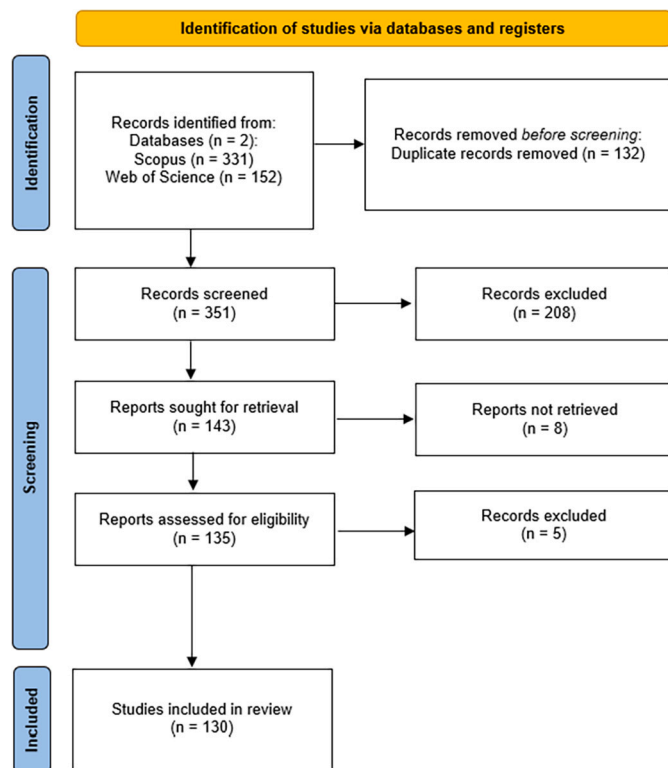 Identification of studies via databases and registers
Identification
Records identified from:
Databases (n = 2):
Scopus (n = 331)
Web of Science (n = 152)
Records removed before screening:
Duplicate records removed (n = 132)
Screening
Records screened
(n = 351)
Records excluded
(n = 208)
Reports sought for retrieval
(n = 143)
Reports not retrieved
(n = 8)
Reports assessed for eligibility
(n = 135)
Records excluded
(n = 5)
Included
Studies included in review
(n = 130)